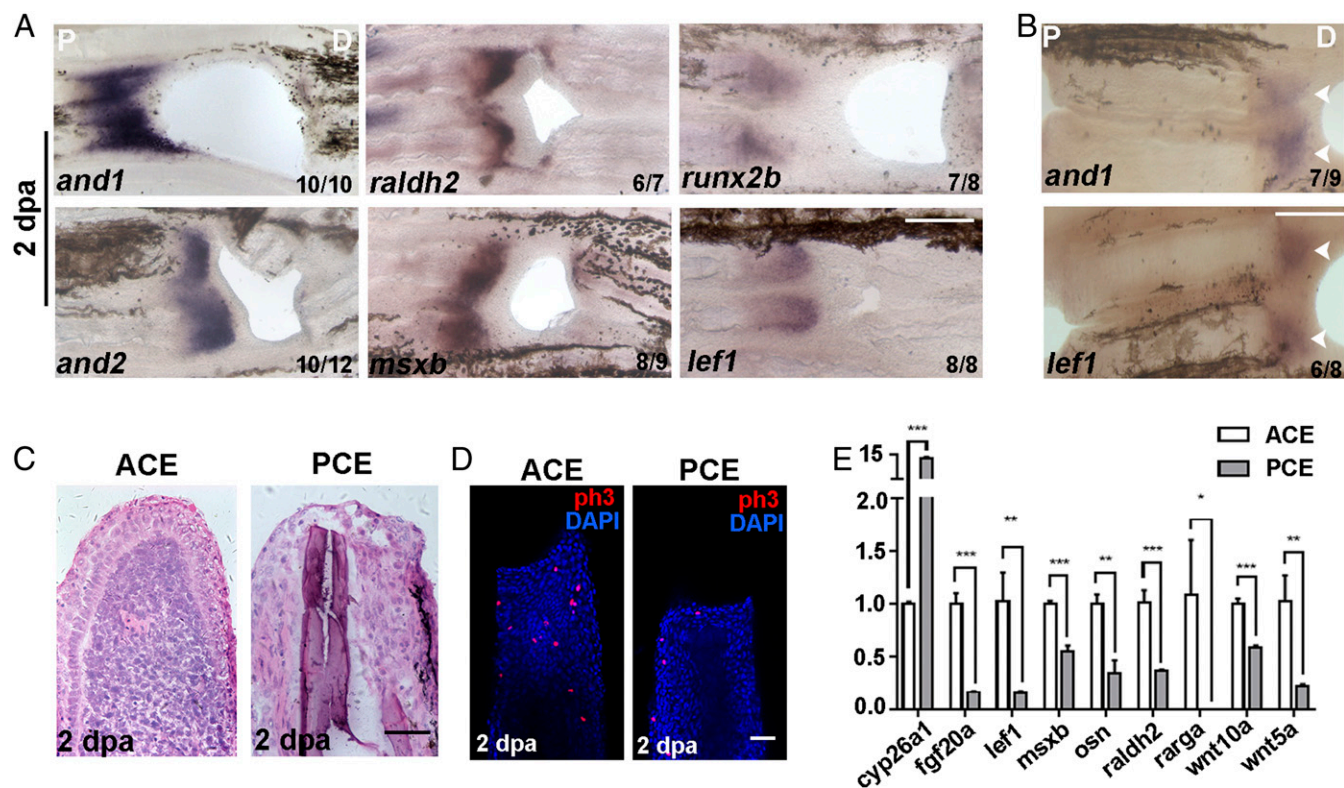 A
P D
2 dpa
and1 10/10
raldh2 6/7
runx2b 7/8
and2 10/12
msxb 8/9
lef1 8/8
B
P D
and1
7/9
lef1 6/8
C
ACE PCE
2 dpa
2 dpa
D
ACE PCE
ph3
DAPI
2 dpa
ph3
DAPI
2 dpa
E
ACE
PCE
15
1
2.0
1.5
1.0
0.5
0.0
*** *** ** *** ** *** * *** **
cyp26a1 fgf20a lef1 msxb osn raldh2 rarga wnt10a wnt5a